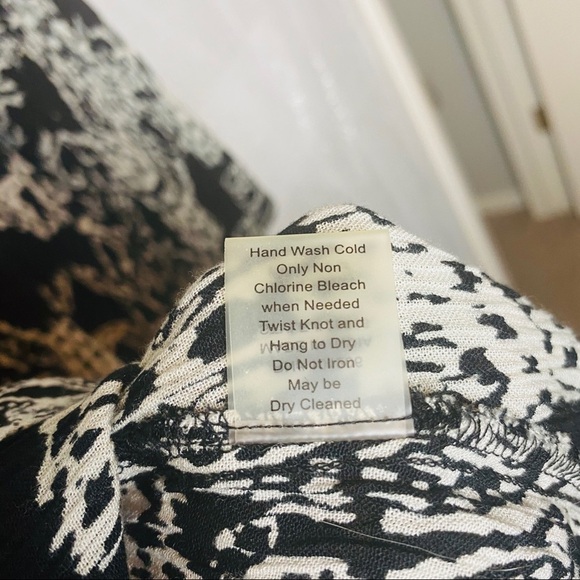 Hand Wash Cold
Only Non
Chlorine Bleach
when Needed
Twist Knot and
Hang to Dry
Do Not Iron
May be
Dry Cleaned